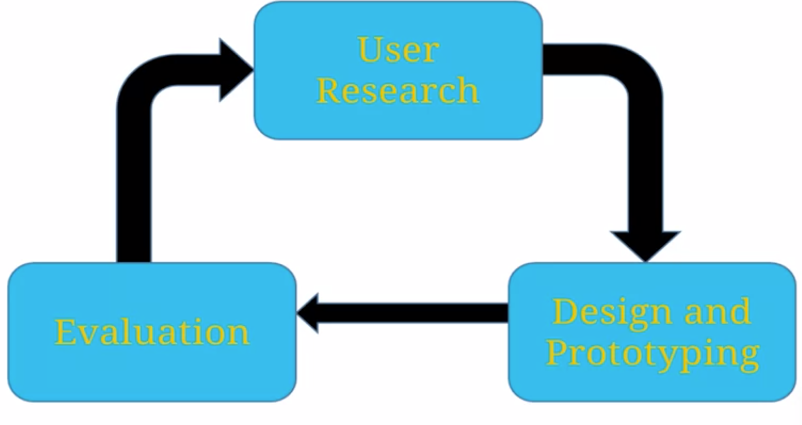 User
Research
Evaluation
Design and
Prototyping